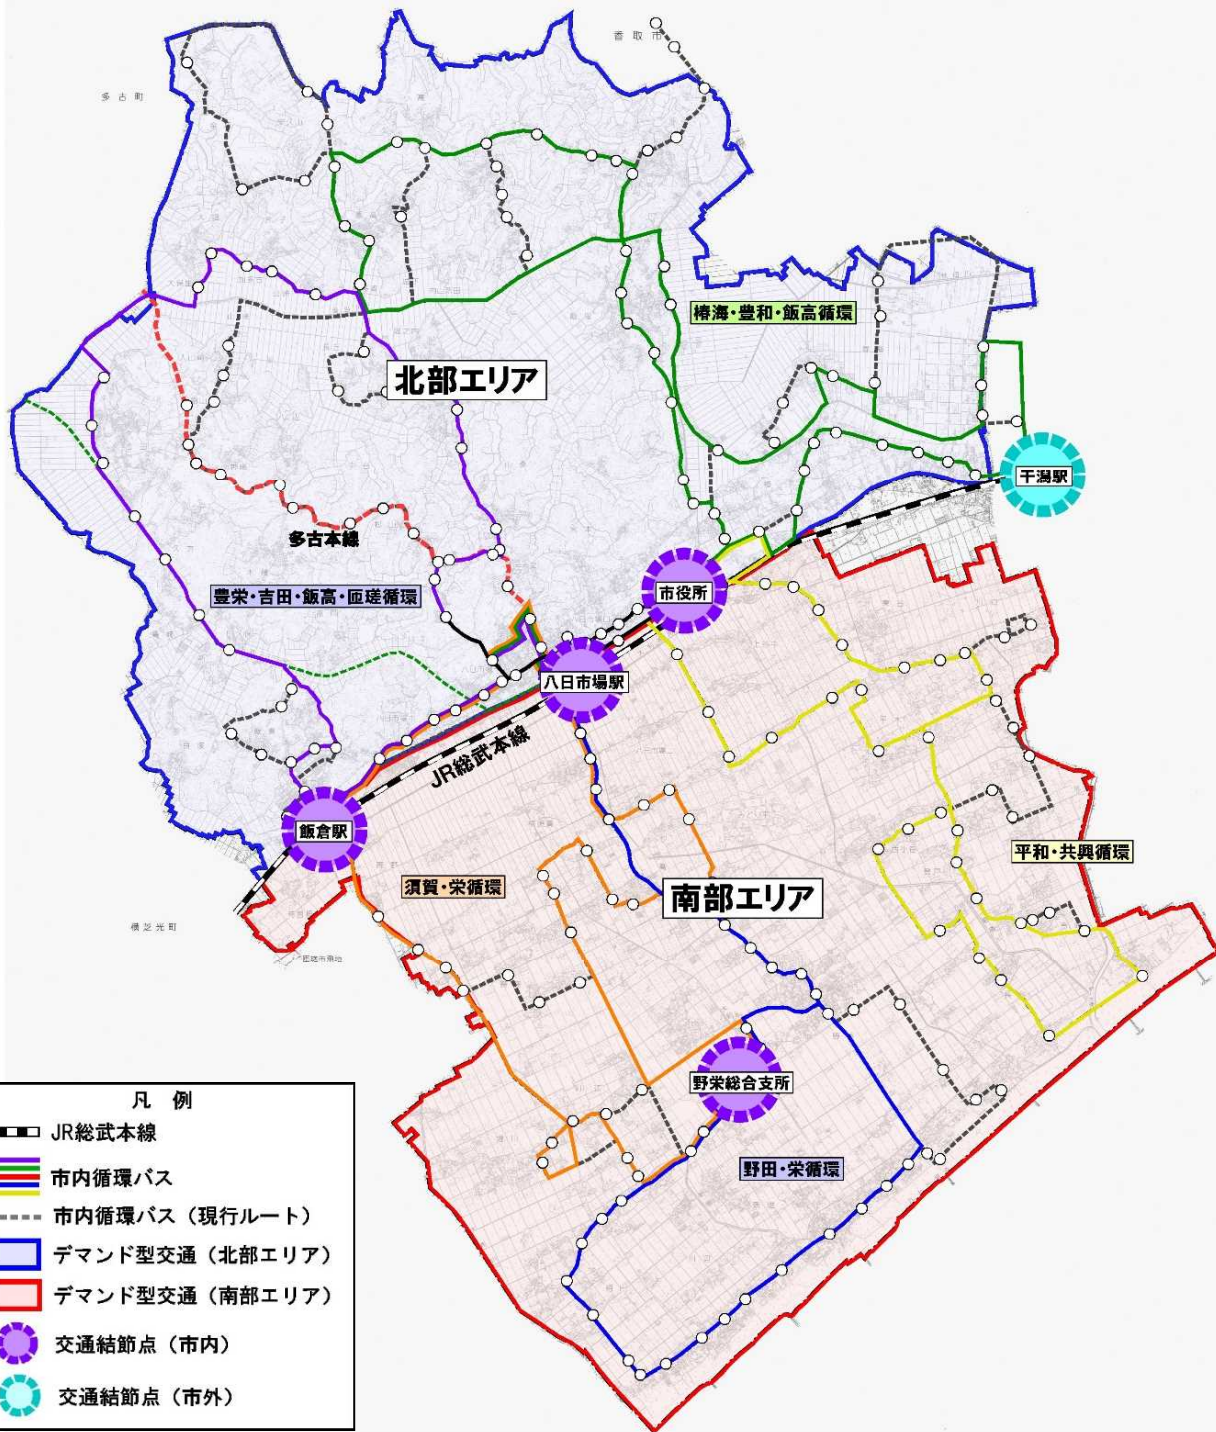 香取市
多古町
椿海・豊和・飯高循環
北部エリア
干潟駅
多古本線
豊栄・吉田・飯高・匝瑳循環
市役所
八日市場駅
JR総武本線
飯倉駅
平和・共興循環
須賀・栄循環
南部エリア
横芝光町
野栄総合支所
野田・栄循環
凡 例
JR総武本線
市内循環バス
市内循環バス（現行ルート）
デマンド型交通（北部エリア）
デマンド型交通（南部エリア）
交通結節点（市内）
交通結節点（市外）